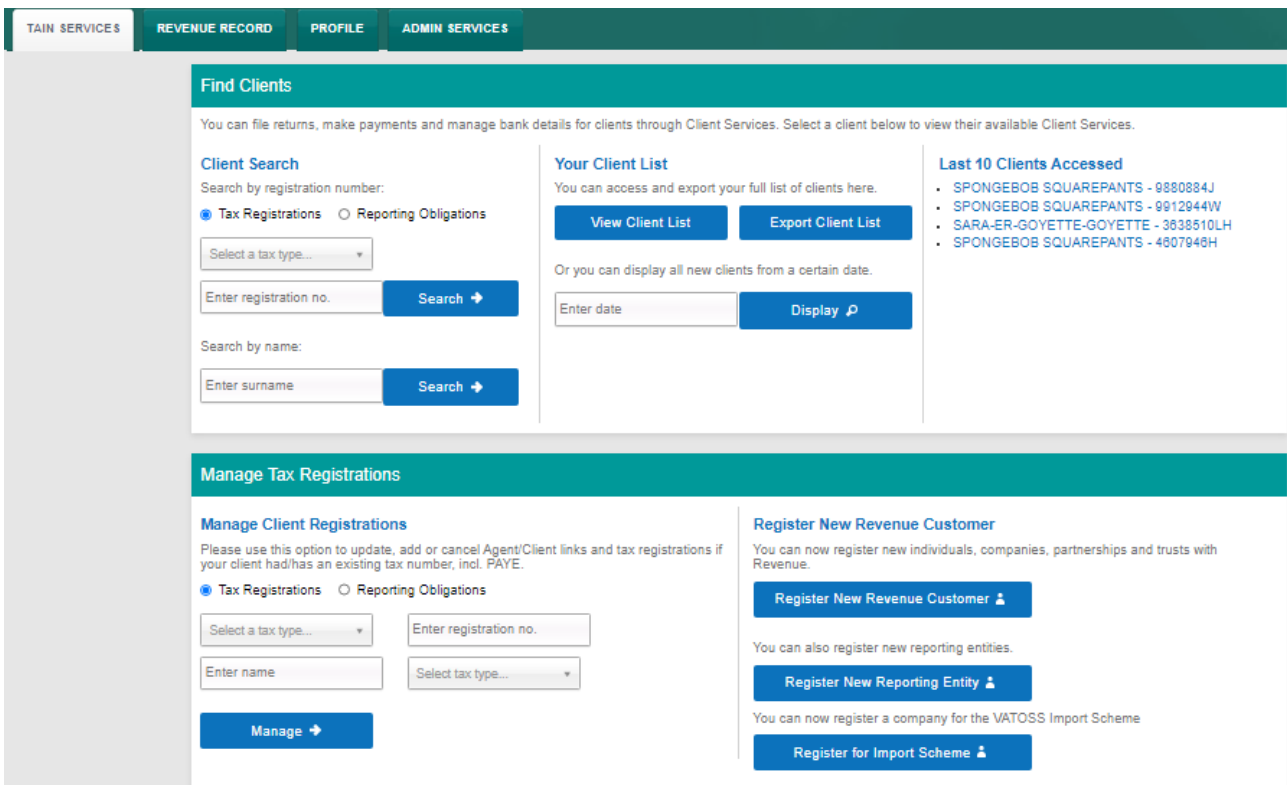 TAIN SERVICES
REVENUE RECORD
PROFILE
ADMIN SERVICES
Find Clients
You can file returns, make payments and manage bank details for clients through Client Services. Select a client below to view their available Client Services.
Client Search
Search by registration number:
Tax Registrations
Reporting Obligations
Select a tax type...
Enter registration no.
Search
Search by name:
Enter surname
Search
Your Client List
You can access and export your full list of clients here.
View Client List
Export Client List
Or you can display all new clients from a certain date.
Enter date
Display
Last 10 Clients Accessed
SPONGEBOB SQUAREPANTS - 9880884J
SPONGEBOB SQUAREPANTS - 9912944W
SARA-ER-GOYETTE-GOYETTE - 3638510LH
SPONGEBOB SQUAREPANTS - 4607946H
Manage Tax Registrations
Manage Client Registrations
Please use this option to update, add or cancel Agent/Client links and tax registrations if
your client had/has an existing tax number, incl. PAYE.
Tax Registrations
Reporting Obligations
Select a tax type...
Enter registration no.
Enter name
Select tax type...
Manage
Register New Revenue Customer
You can now register new individuals, companies, partnerships and trusts with
Revenue.
Register New Revenue Customer
You can also register new reporting entities.
Register New Reporting Entity
You can now register a company for the VATOSS Import Scheme
Register for Import Scheme